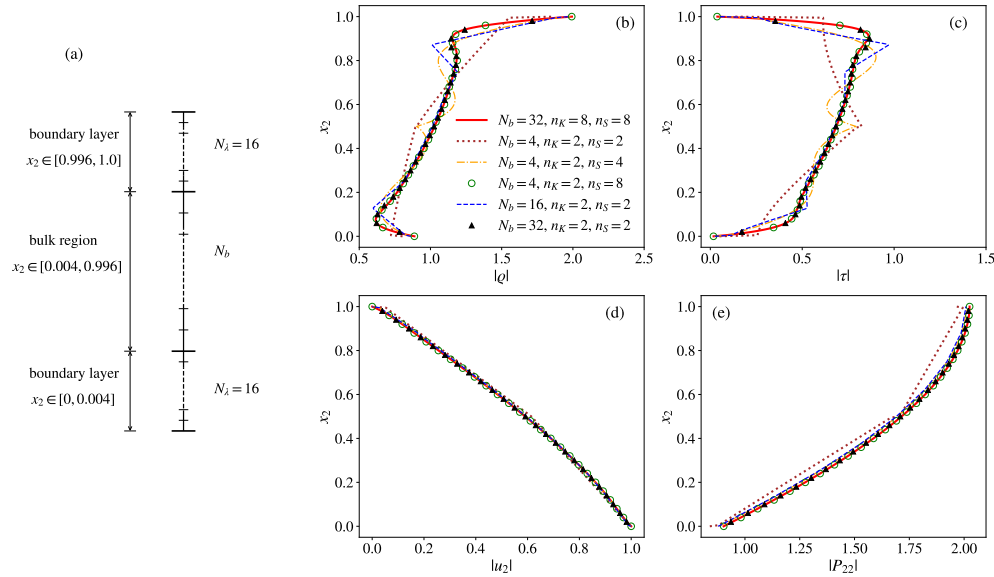 (a)
boundary layer
x₂∈[0.996, 1.0]
N_λ=16
bulk region
x₂∈[0.004, 0.996]
N_b
boundary layer
x₂∈[0, 0.004]
N_λ=16
(b)
x₂
1.0
0.8
0.6
0.4
0.2
0.0
N_b=32, n_K=8, n_S=8
N_b=4, n_K=2, n_S=2
N_b=4, n_K=2, n_S=4
N_b=4, n_K=2, n_S=8
N_b=16, n_K=2, n_S=2
N_b=32, n_K=2, n_S=2
0.5 1.0 1.5 2.0 2.5
|ϱ|
(c)
x₂
1.0
0.8
0.6
0.4
0.2
0.0
0.0 0.5 1.0 1.5
|τ|
(d)
x₂
1.0
0.8
0.6
0.4
0.2
0.0
0.0 0.2 0.4 0.6 0.8 1.0
|u₂|
(e)
x₂
1.0
0.8
0.6
0.4
0.2
0.0
1.00 1.25 1.50 1.75 2.00
|P₂₂|